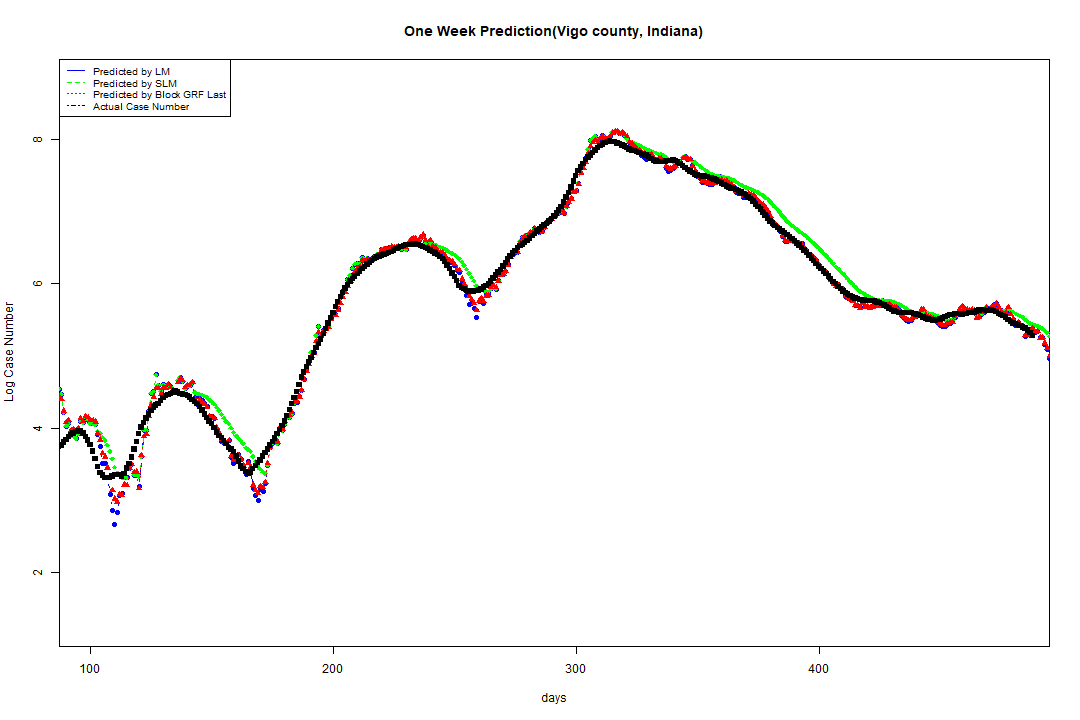 One Week Prediction(Vigo county, Indiana)
Predicted by LM
Predicted by SLM
Predicted by Block GRF Last
Actual Case Number
8
6
4
2
Log Case Number
100 200 300 400
days